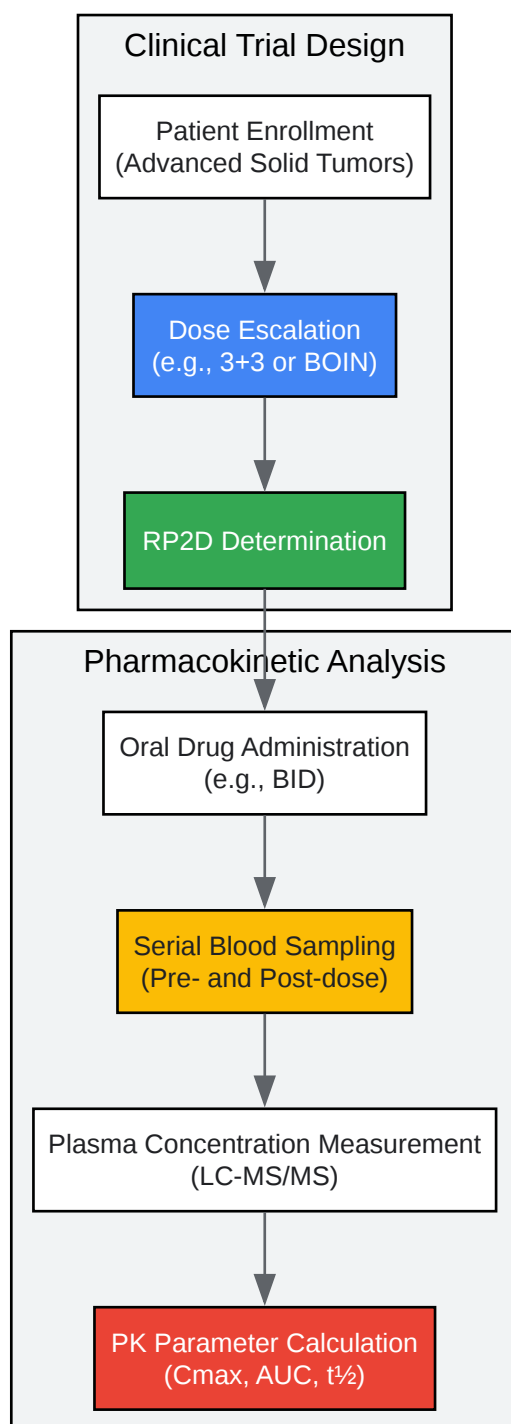 Clinical Trial Design
Patient Enrollment
(Advanced Solid Tumors)
Dose Escalation
(e.g., 3+3 or BOIN)
RP2D Determination
Pharmacokinetic Analysis
Oral Drug Administration
(e.g., BID)
Serial Blood Sampling
(Pre- and Post-dose)
Plasma Concentration Measurement
(LC-MS/MS)
PK Parameter Calculation
(Cmax, AUC, t½)